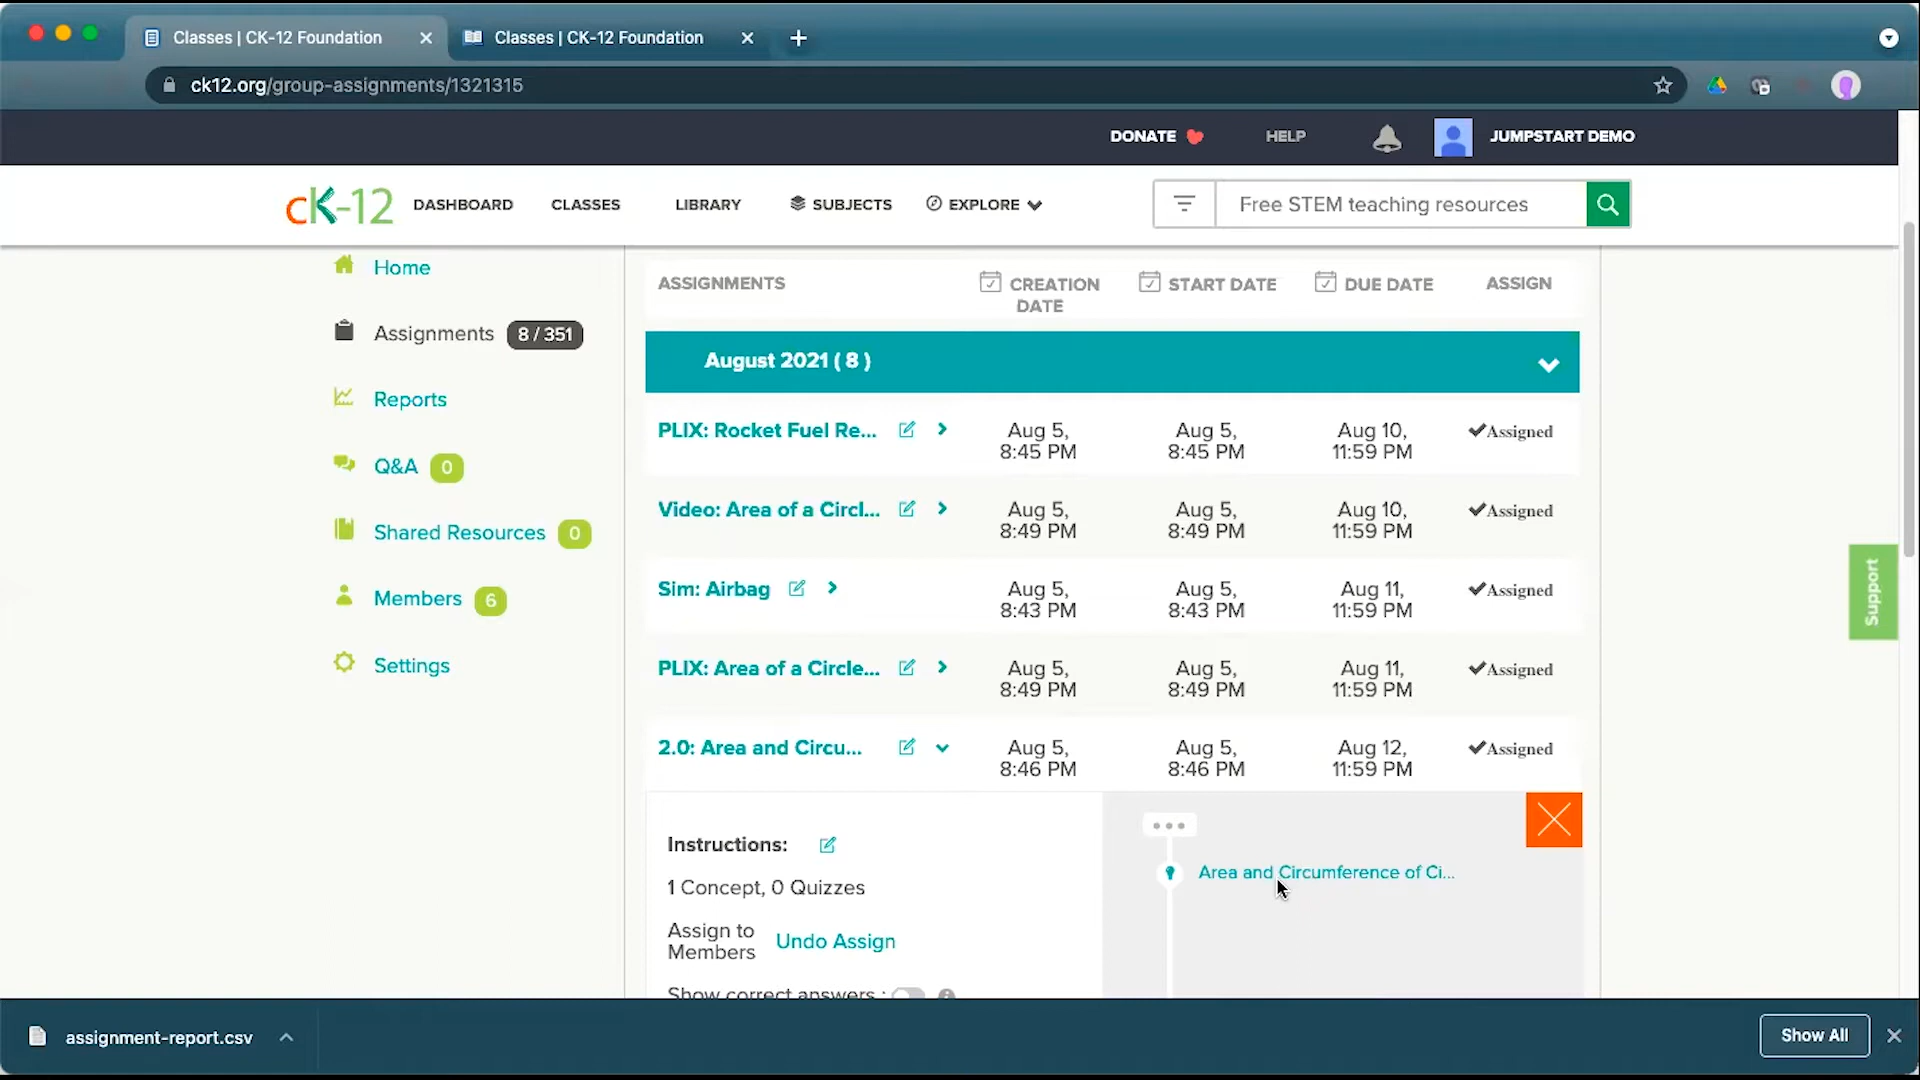 Classes | CK-12 Foundation
Classes | CK-12 Foundation
ck12.org/group-assignments/1321315
DONATE
HELP
JUMPSTART DEMO
cK-12
DASHBOARD
CLASSES
LIBRARY
SUBJECTS
EXPLORE
Free STEM teaching resources
Home
Assignments 8 / 351
Reports
Q&A 0
Shared Resources 0
Members 6
Settings
ASSIGNMENTS
CREATION
DATE
START DATE
DUE DATE
ASSIGN
August 2021 ( 8 )
PLIX: Rocket Fuel Re...
Aug 5,
8:45 PM
Aug 5,
8:45 PM
Aug 10,
11:59 PM
Assigned
Video: Area of a Circl...
Aug 5,
8:49 PM
Aug 5,
8:49 PM
Aug 10,
11:59 PM
Assigned
Sim: Airbag
Aug 5,
8:43 PM
Aug 5,
8:43 PM
Aug 11,
11:59 PM
Assigned
PLIX: Area of a Circle...
Aug 5,
8:49 PM
Aug 5,
8:49 PM
Aug 11,
11:59 PM
Assigned
2.0: Area and Circu...
Aug 5,
8:46 PM
Aug 5,
8:46 PM
Aug 12,
11:59 PM
Assigned
Instructions:
1 Concept, 0 Quizzes
Assign to
Members
Undo Assign
Show correct answers :
Area and Circumference of Ci...
Support
assignment-report.csv
Show All